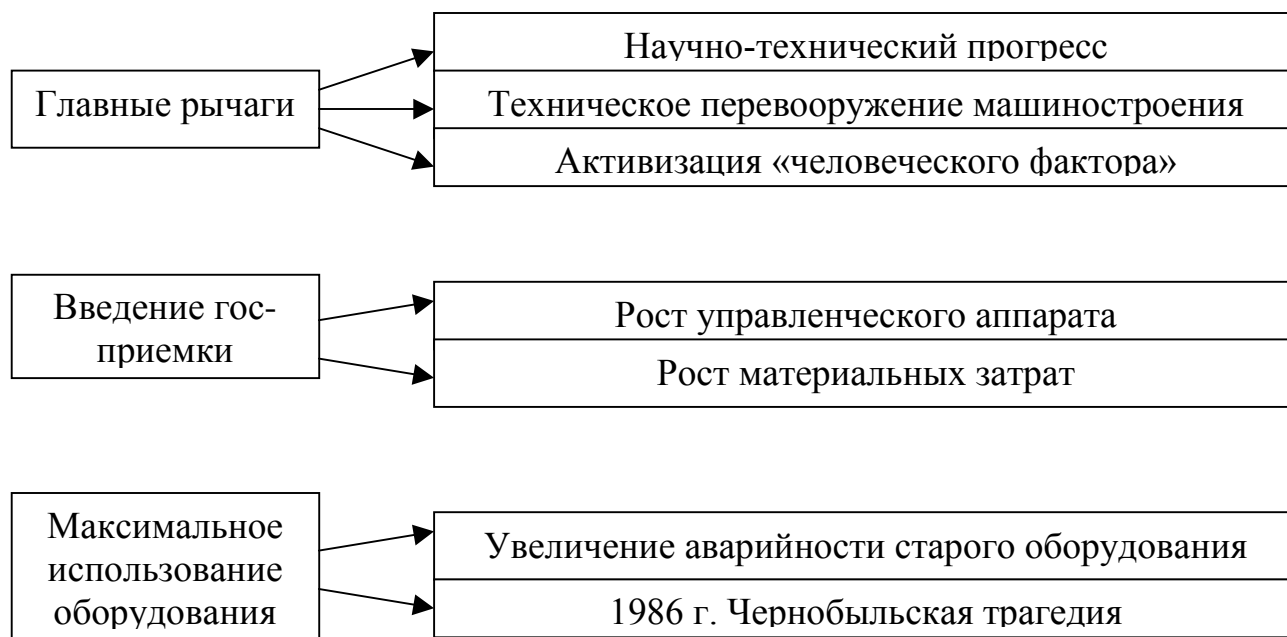 Главные рычаги
Научно-технический прогресс
Техническое перевооружение машиностроения
Активизация «человеческого фактора»
Введение гос-
приемки
Рост управленческого аппарата
Рост материальных затрат
Максимальное
использование
оборудования
Увеличение аварийности старого оборудования
1986 г. Чернобыльская трагедия